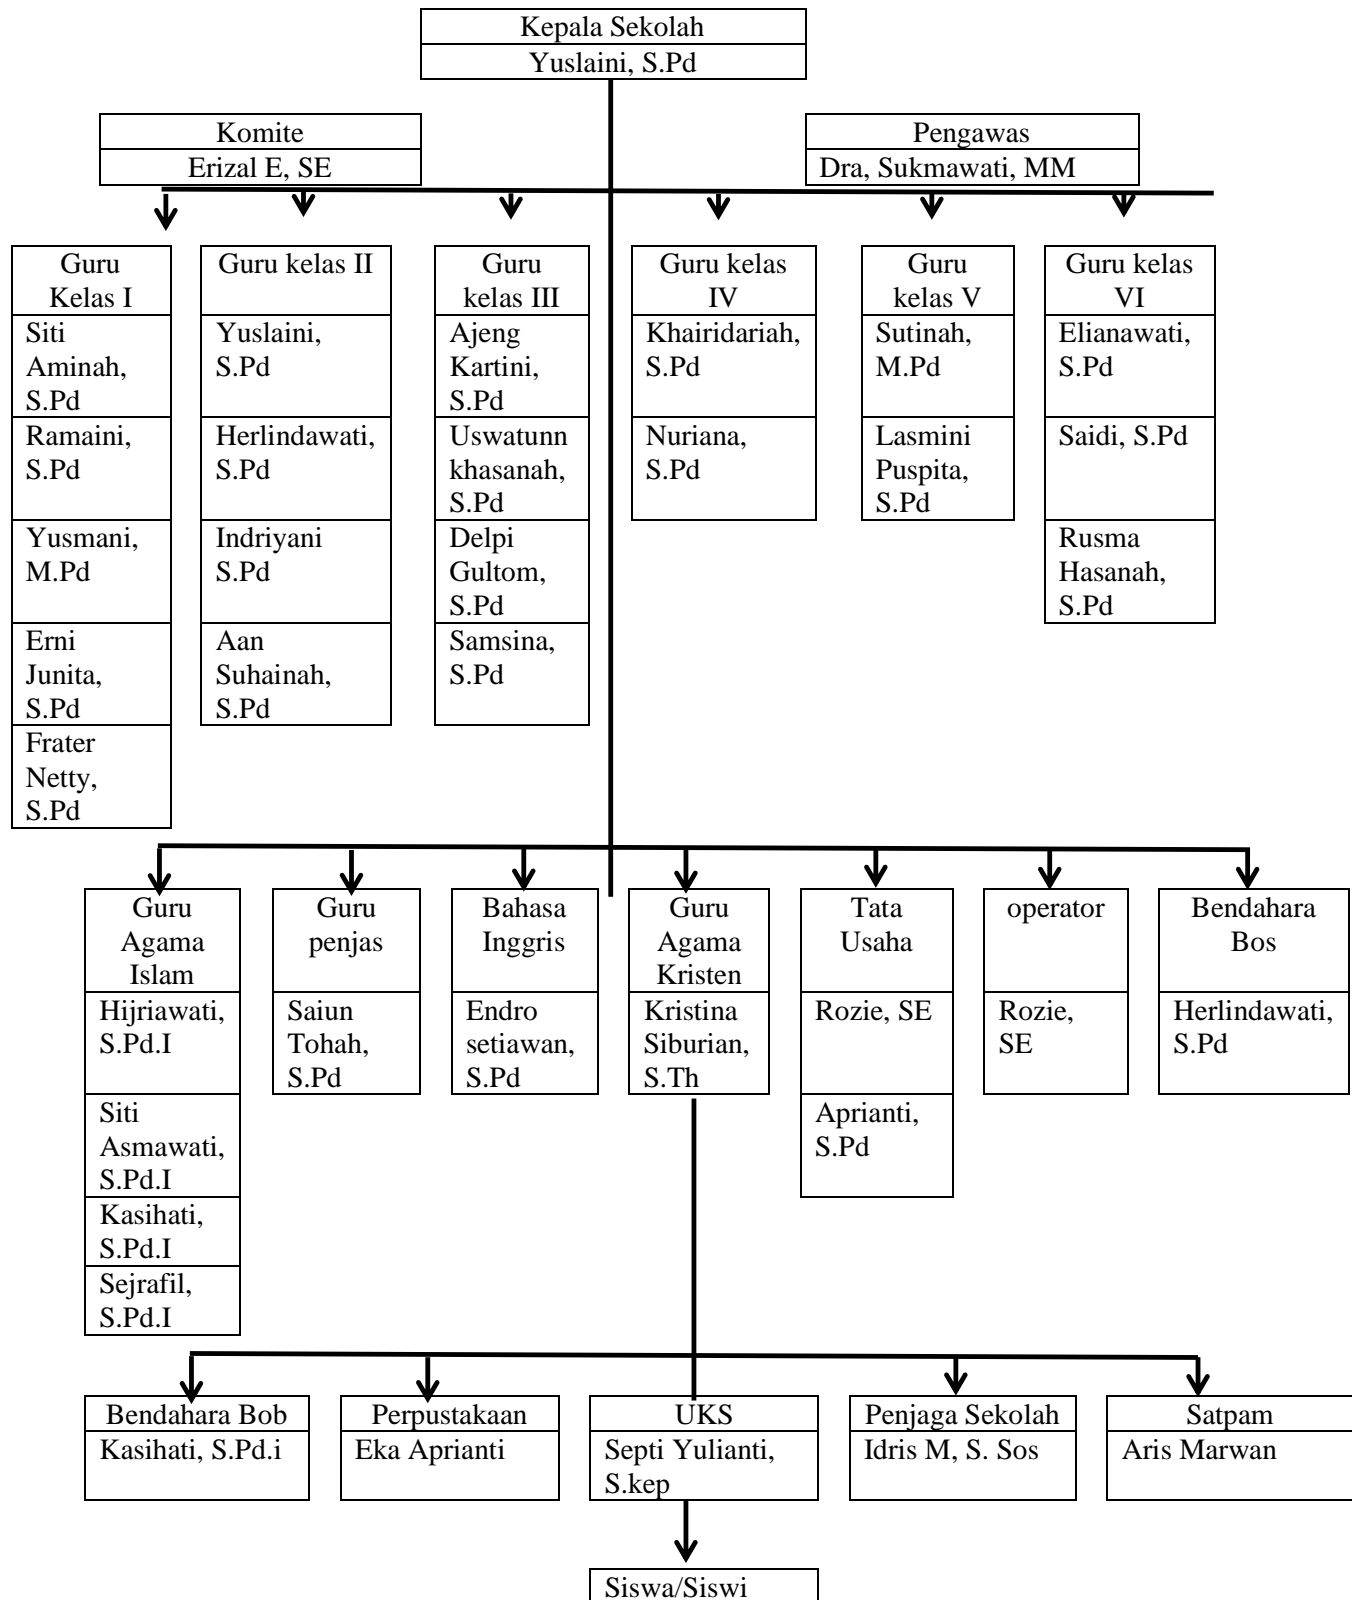 Kepala Sekolah
Yuslaini, S.Pd
Komite
Erizal E, SE
Pengawas
Dra, Sukmawati, MM
Guru
Kelas I
Siti
Aminah,
S.Pd
Ramaini,
S.Pd
Yusmani,
M.Pd
Erni
Junita,
S.Pd
Frater
Netty,
S.Pd
Guru kelas II
Yuslaini,
S.Pd
Herlindawati,
S.Pd
Indriyani
S.Pd
Aan
Suhainah,
S.Pd
Guru
kelas III
Ajeng
Kartini,
S.Pd
Uswatunn
khasanah,
S.Pd
Delpi
Gultom,
S.Pd
Samsina,
S.Pd
Guru kelas
IV
Khairidariah,
S.Pd
Nuriana,
S.Pd
Guru
kelas V
Sutinah,
M.Pd
Lasmini
Puspita,
S.Pd
Guru kelas
VI
Elianawati,
S.Pd
Saidi, S.Pd
Rusma
Hasanah,
S.Pd
Guru
Agama
Islam
Hijriawati,
S.Pd.I
Siti
Asmawati,
S.Pd.I
Kasihati,
S.Pd.I
Sejrafil,
S.Pd.I
Guru
penjas
Saiun
Tohah,
S.Pd
Bahasa
Inggris
Endro
setiawan,
S.Pd
Guru
Agama
Kristen
Kristina
Siburian,
S.Th
Tata
Usaha
Rozie, SE
Aprianti,
S.Pd
operator
Rozie,
SE
Bendahara
Bos
Herlindawati,
S.Pd
Bendahara Bob
Kasihati, S.Pd.i
Perpustakaan
Eka Aprianti
UKS
Septi Yulianti,
S.kep
Penjaga Sekolah
Idris M, S. Sos
Satpam
Aris Marwan
Siswa/Siswi